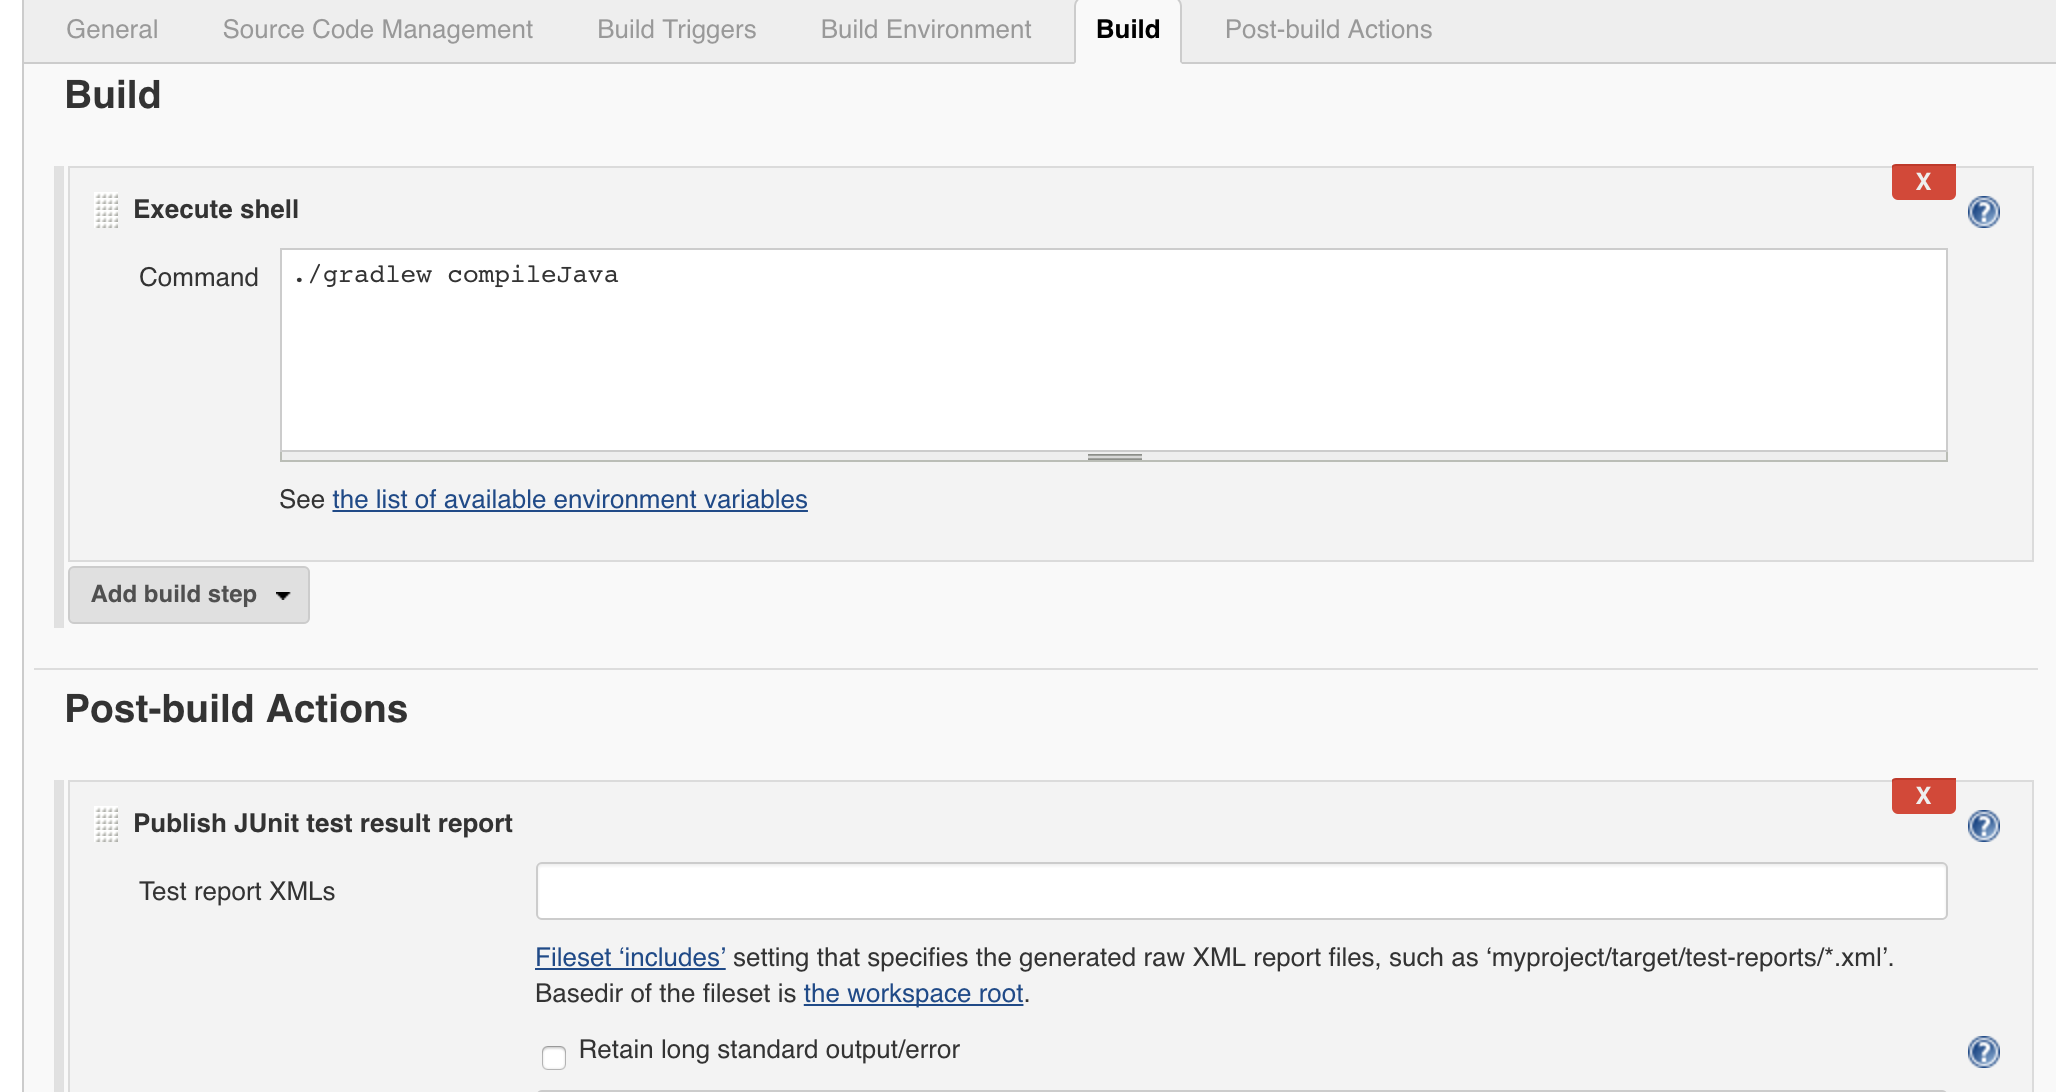 General Source Code Management Build Triggers Build Environment Build Post-build Actions
Build
X
Execute shell
Command ./gradlew compileJava
See the list of available environment variables
Add build step
Post-build Actions
X
Publish JUnit test result report
Test report XMLs
Fileset ‘includes’ setting that specifies the generated raw XML report files, such as ‘myproject/target/test-reports/*.xml’.
Basedir of the fileset is the workspace root.
Retain long standard output/error